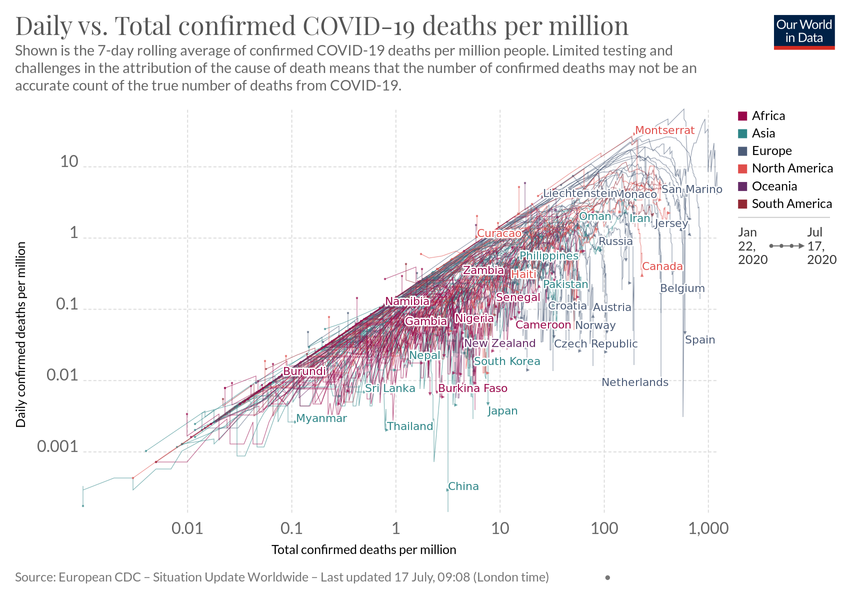 Daily vs. Total confirmed COVID-19 deaths per million
Our World
in Data
Shown is the 7-day rolling average of confirmed COVID-19 deaths per million people. Limited testing and
challenges in the attribution of the cause of death means that the number of confirmed deaths may not be an
accurate count of the true number of deaths from COVID-19.
Daily confirmed deaths per million
10
1
0.1
0.01
0.001
Montserrat
Liechtenstein
Monaco
San Marino
Oman
Iran
Jersey
Curacao
Russia
Philippines
Zambia
Haiti
Canada
Pakistan
Belgium
Namibia
Senegal
Croatia
Austria
Gambia
Nigeria
Cameroon
Norway
New Zealand
Czech Republic
Spain
Nepal
South Korea
Burundi
Netherlands
Sri Lanka
Burkina Faso
Myanmar
Japan
Thailand
China
0.01
0.1
1
10
100
1,000
Total confirmed deaths per million
Africa
Asia
Europe
North America
Oceania
South America
Jan
22,
2020
Jul
17,
2020
Source: European CDC – Situation Update Worldwide – Last updated 17 July, 09:08 (London time)